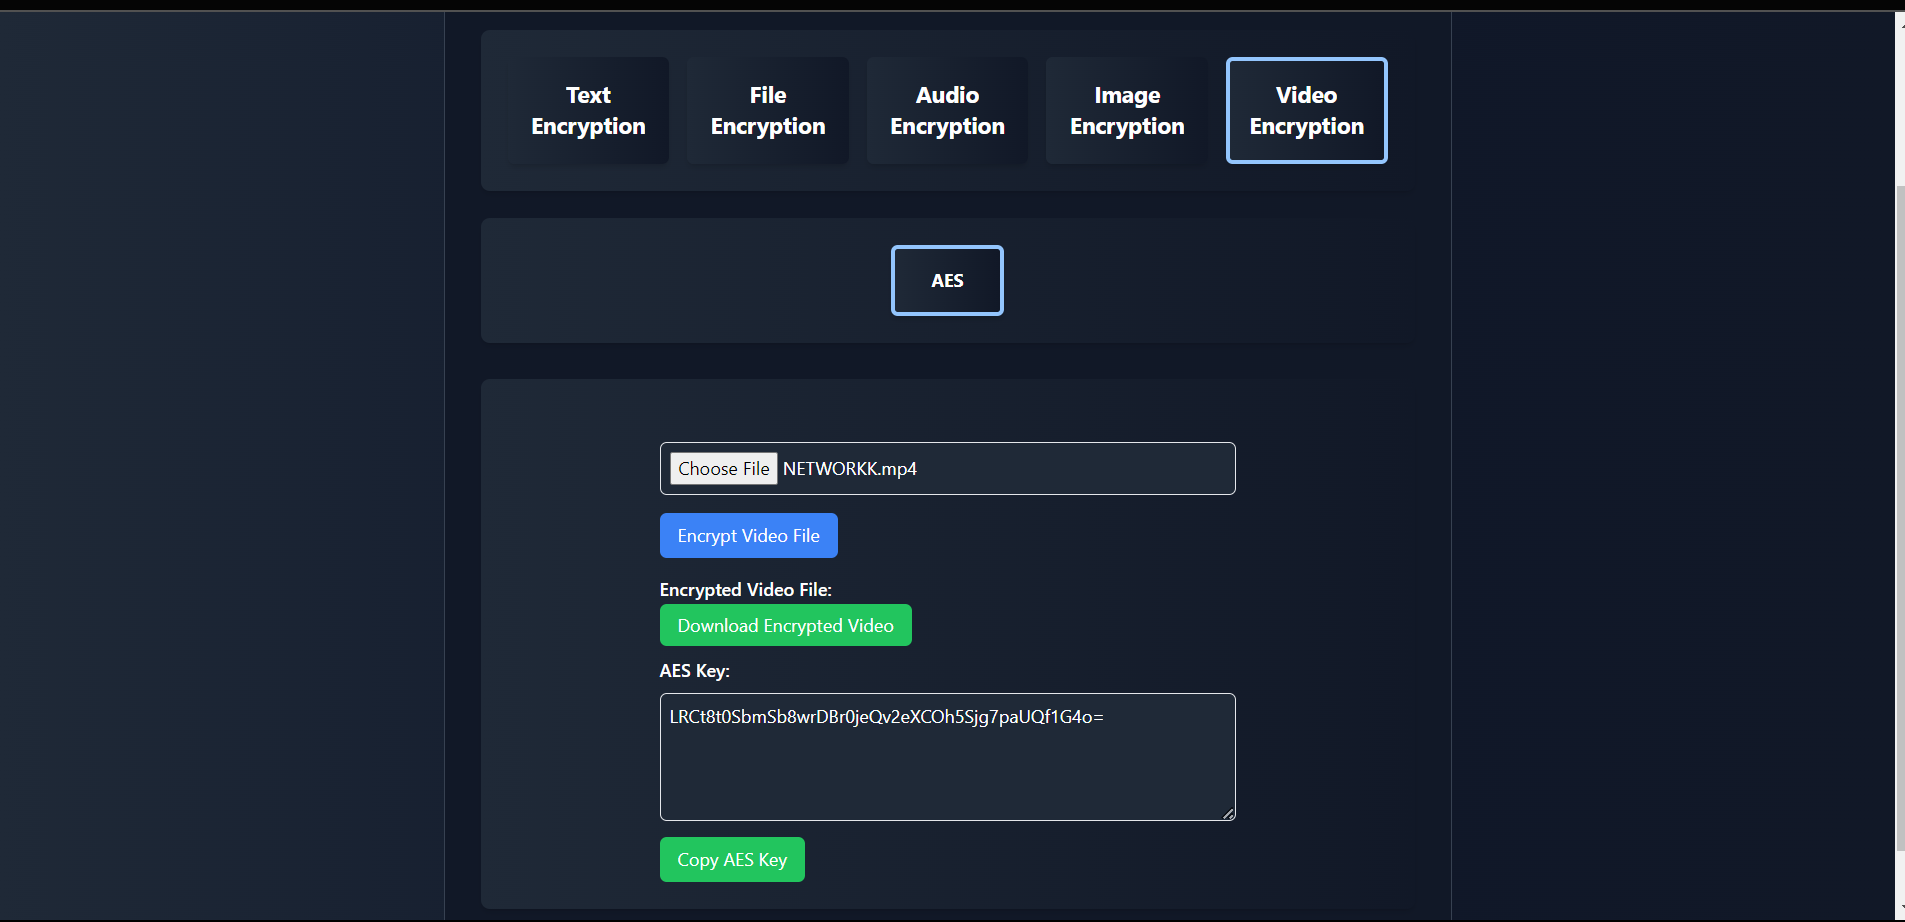 Text
Encryption
File
Encryption
Audio
Encryption
Image
Encryption
Video
Encryption
AES
Choose File NETWORKK.mp4
Encrypt Video File
Encrypted Video File:
Download Encrypted Video
AES Key:
LRCt8t0SbmSb8wrDBr0jeQv2eXCOh5Sjg7paUQf1G4o=
Copy AES Key